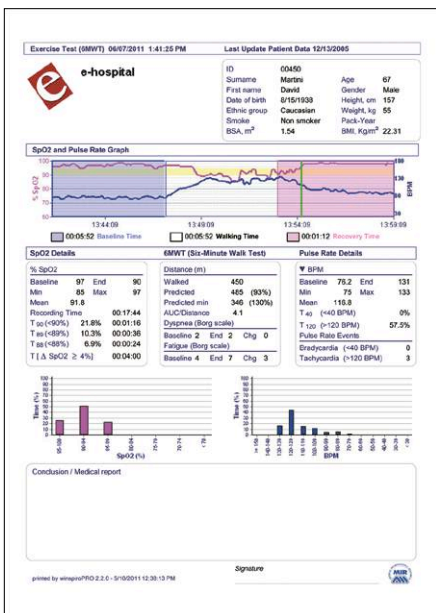 Exercise Test (6MWT) 06/07/2011 1:41:25 PM Last Update Patient Data 12/13/2005
e-hospital
ID 00450
Surname Martini Age 67
First name David Gender Male
Date of birth 8/15/1938 Height, cm 157
Ethnic group Caucasian Weight, kg 55
Smoke Non smoker Pack-Year
BSA, m² 1.54 BMI, Kg/m² 22.31
SpO2 and Pulse Rate Graph
% SpO2
100
90
80
70
60
BPM
13:44:09 13:49:09 13:54:09 13:59:09
00:05:52 Baseline Time 00:05:52 Walking Time 00:01:12 Recovery Time
SpO2 Details 6MWT (Six-Minute Walk Test) Pulse Rate Details
% SpO2 Distance (m) ▼ BPM
Baseline 97 End 90 Walked 450 Baseline 76.2 End 131
Min 85 Max 97 Predicted 485 (93%) Min 75 Max 133
Mean 91.8 Predicted min 346 (130%) Mean 116.8
Recording Time 00:17:44 AUC/Distance 4.1 T 40 (<40 BPM) 0%
T 90 (<90%) 21.8% 00:01:16 Dyspnea (Borg scale) T 120 (>120 BPM) 57.5%
T 89 (<89%) 10.3% 00:00:36 Baseline 2 End 2 Chg 0 Pulse Rate Events
T 88 (<88%) 6.9% 00:00:24 Fatigue (Borg scale) Bradycardia (<40 BPM) 0
T [Δ SpO2 ≥ 4%] 00:04:00 Baseline 4 End 7 Chg 3 Tachycardia (>120 BPM) 3
Time (%)
SpO2 (%)
Time (%)
BPM
Conclusion / Medical report
Signature
printed by winspiroPRO 2.2.0 - 5/10/2011 12:38:13 PM
MIR